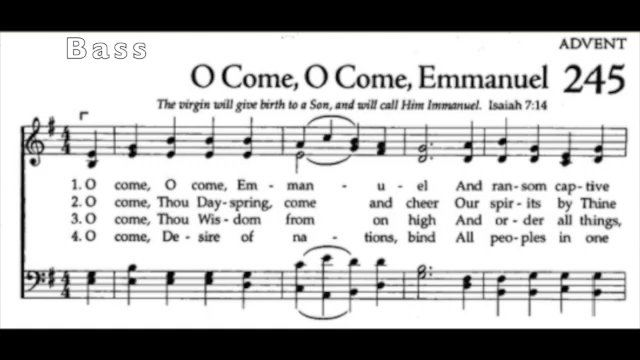 Bass
ADVENT
O Come, O Come, Emmanuel 245
The virgin will give birth to a Son, and will call Him Immanuel. Isaiah 7:14
1. O come, O come, Em - man - u - el And ran-som cap-tive
2. O come, Thou Day-spring, come and cheer Our spir-its by Thine
3. O come, Thou Wis-dom from on high And or-der all things,
4. O come, De-sire of na - tions, bind All peo-ples in one